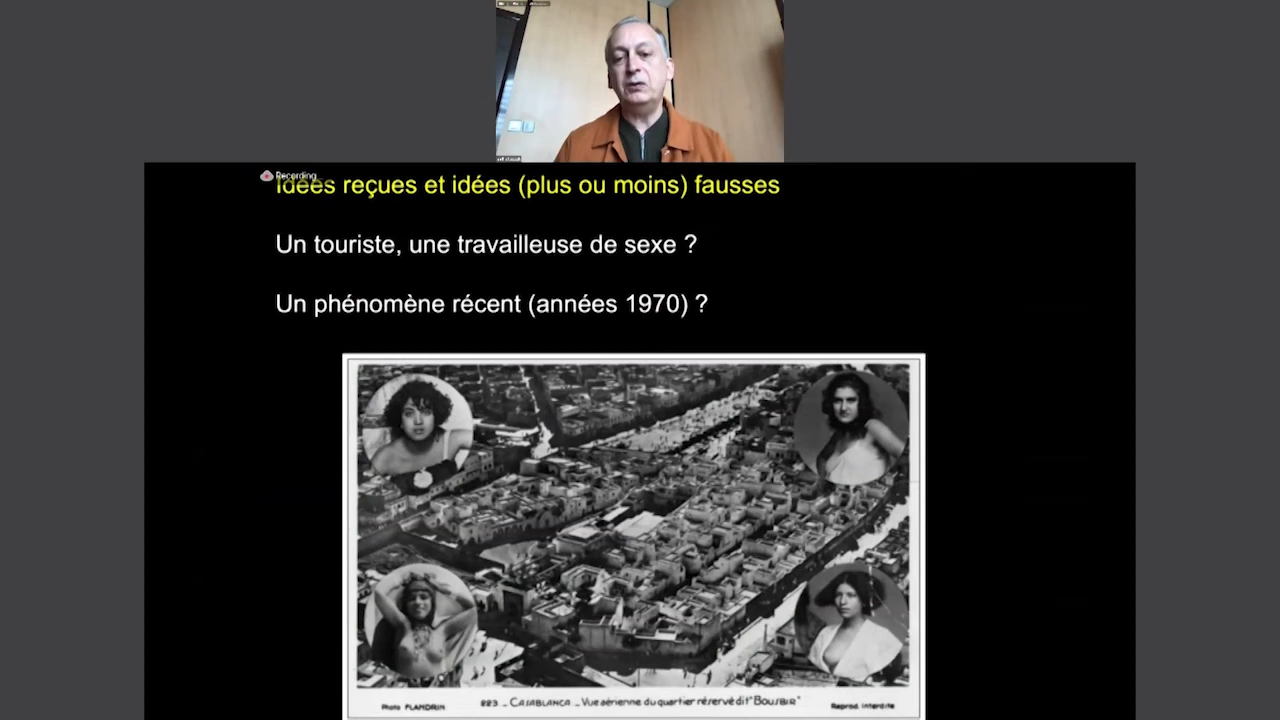 Recording
Idées reçues et idées (plus ou moins) fausses
Un touriste, une travailleuse de sexe ?
Un phénomène récent (années 1970) ?
Photo FLANDRIN
223 _ CASABLANCA _ Vue aérienne du quartier réservé dit "BOUSBIR"
Reprod. interdite